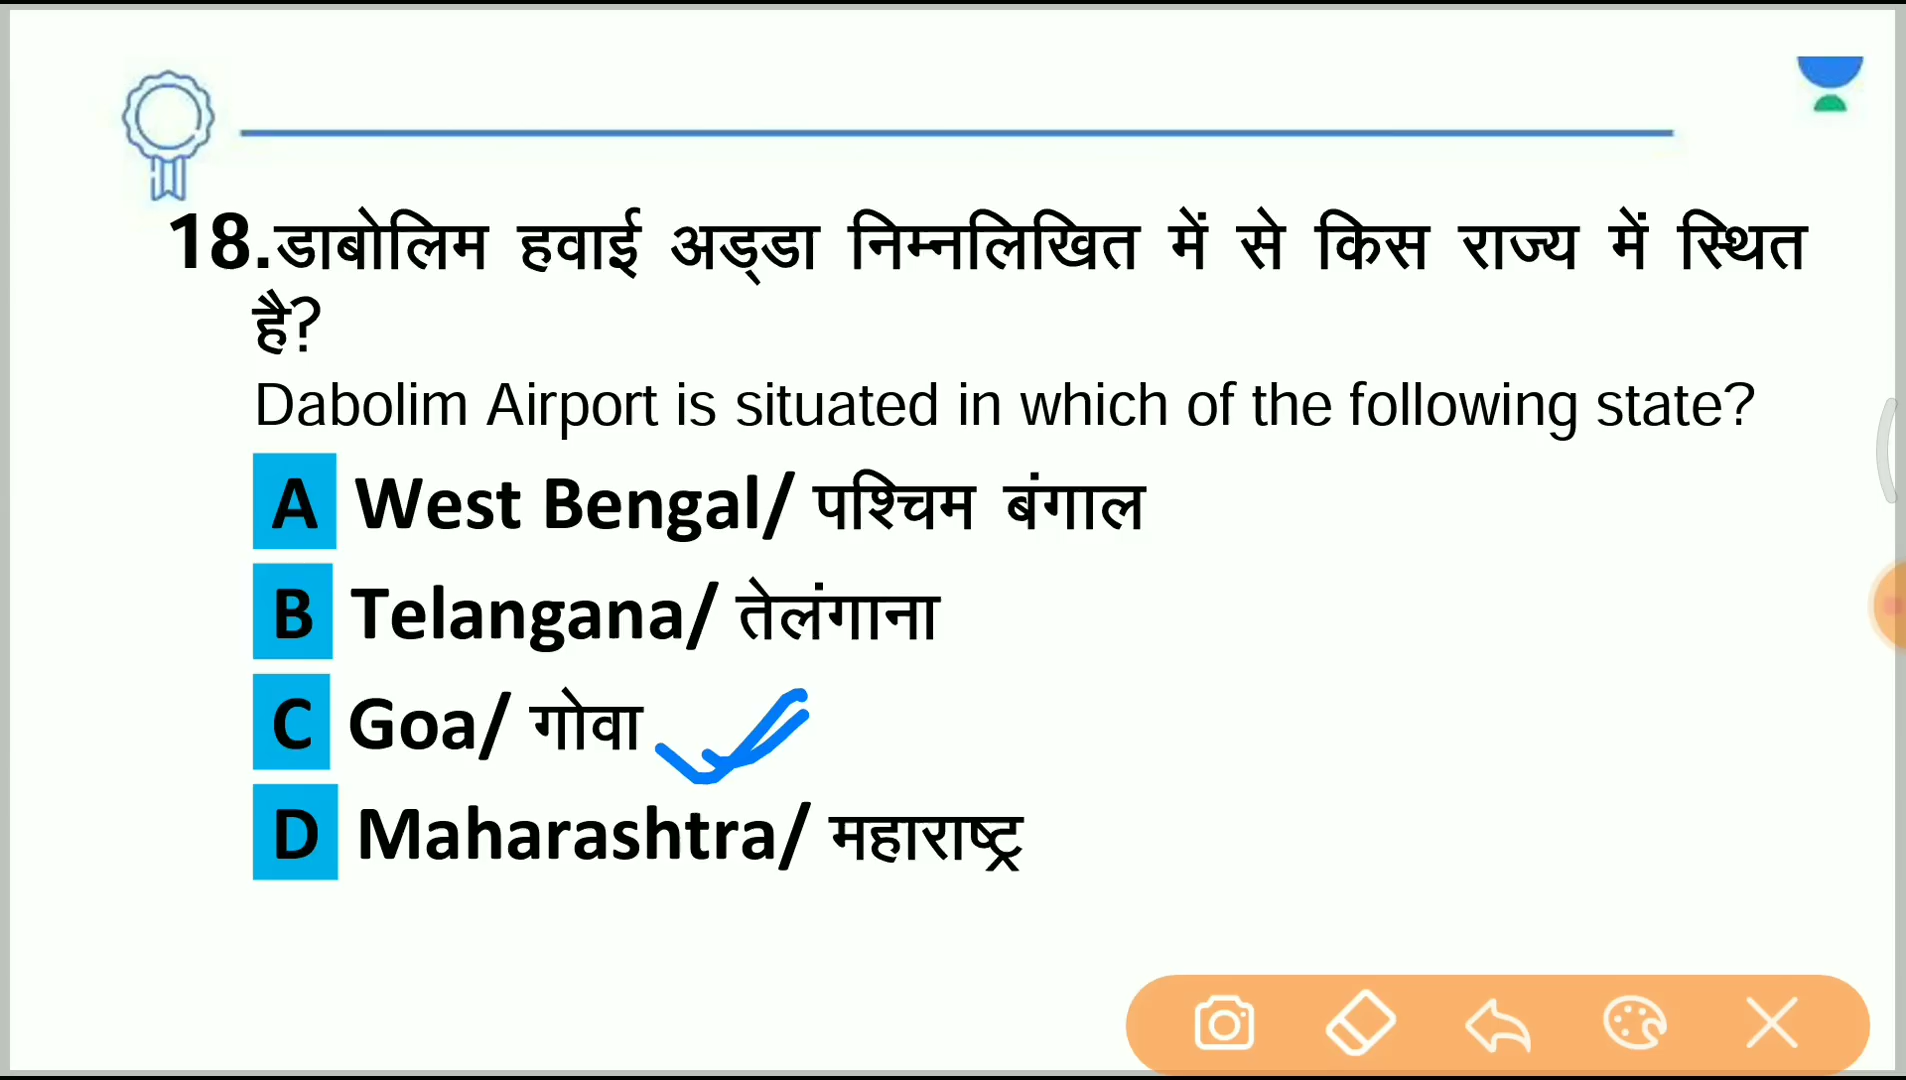 18.डाबोलिम हवाई अड्डा निम्नलिखित में से किस राज्य में स्थित
है?
Dabolim Airport is situated in which of the following state?
A West Bengal/ पश्चिम बंगाल
B Telangana/ तेलंगाना
C Goa/ गोवा
D Maharashtra/ महाराष्ट्र